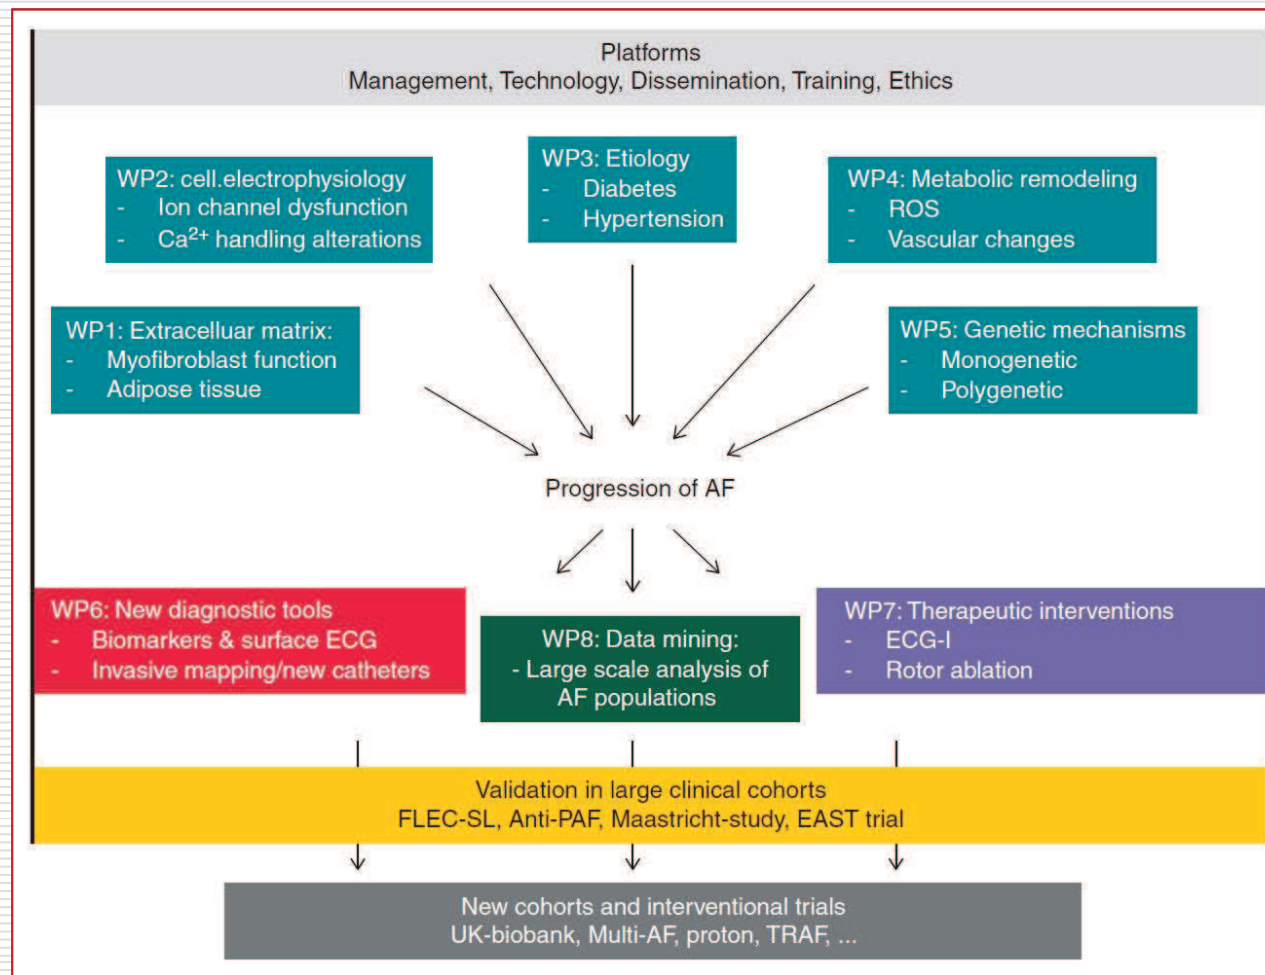 Platforms
Management, Technology, Dissemination, Training, Ethics
WP3: Etiology
- Diabetes
- Hypertension
WP2: cell.electrophysiology
- Ion channel dysfunction
- Ca²⁺ handling alterations
WP4: Metabolic remodeling
- ROS
- Vascular changes
WP1: Extracelluar matrix:
- Myofibroblast function
- Adipose tissue
WP5: Genetic mechanisms
- Monogenetic
- Polygenetic
Progression of AF
WP6: New diagnostic tools
- Biomarkers & surface ECG
- Invasive mapping/new catheters
WP8: Data mining:
- Large scale analysis of
AF populations
WP7: Therapeutic interventions
- ECG-I
- Rotor ablation
Validation in large clinical cohorts
FLEC-SL, Anti-PAF, Maastricht-study, EAST trial
New cohorts and interventional trials
UK-biobank, Multi-AF, proton, TRAF, ...